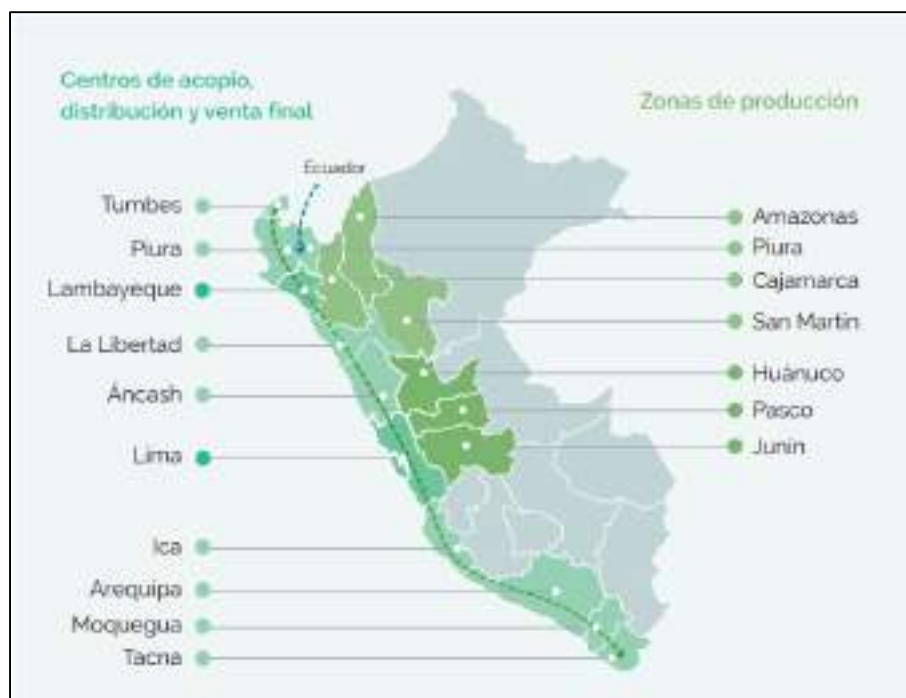 Centros de acopio,
distribución y venta final
Zonas de producción
Ecuador
Tumbes
Piura
Lambayeque
La Libertad
Áncash
Lima
Ica
Arequipa
Moquegua
Tacna
Amazonas
Piura
Cajamarca
San Martín
Huánuco
Pasco
Junín